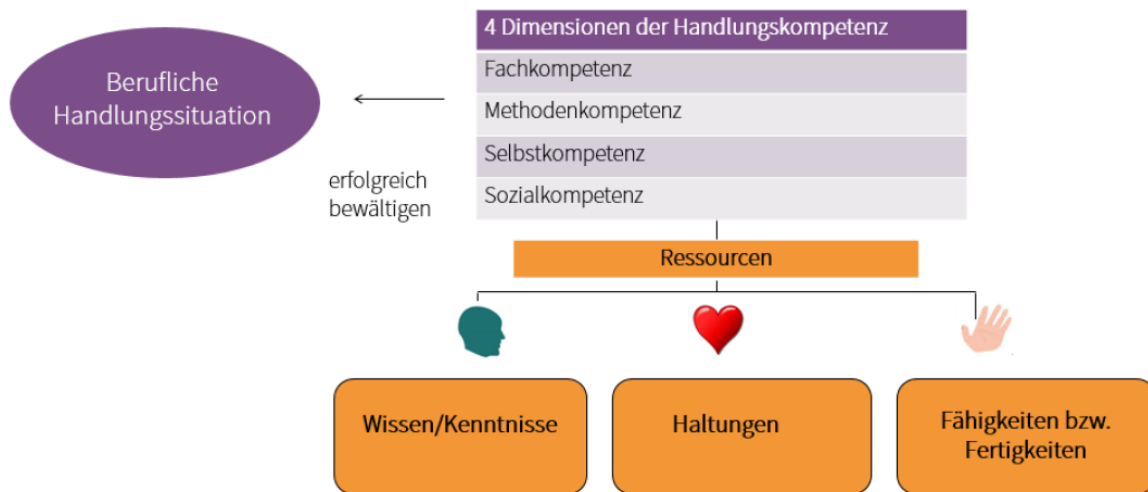 4 Dimensionen der Handlungskompetenz
Fachkompetenz
Methodenkompetenz
Selbstkompetenz
Sozialkompetenz
Berufliche
Handlungssituation
erfolgreich
bewältigen
Ressourcen
Wissen/Kenntnisse
Haltungen
Fähigkeiten bzw.
Fertigkeiten